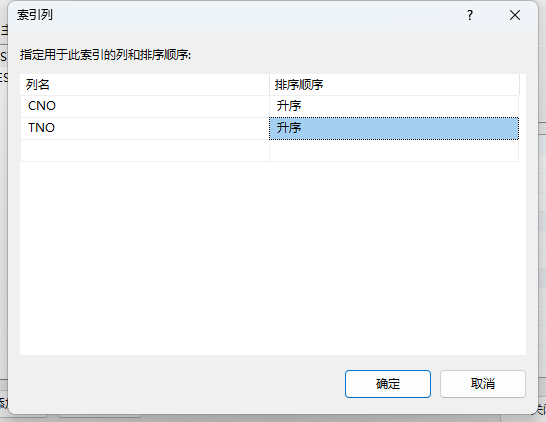 索引列
?
指定用于此索引的列和排序顺序:
列名 排序顺序
CNO 升序
TNO 升序
确定 取消